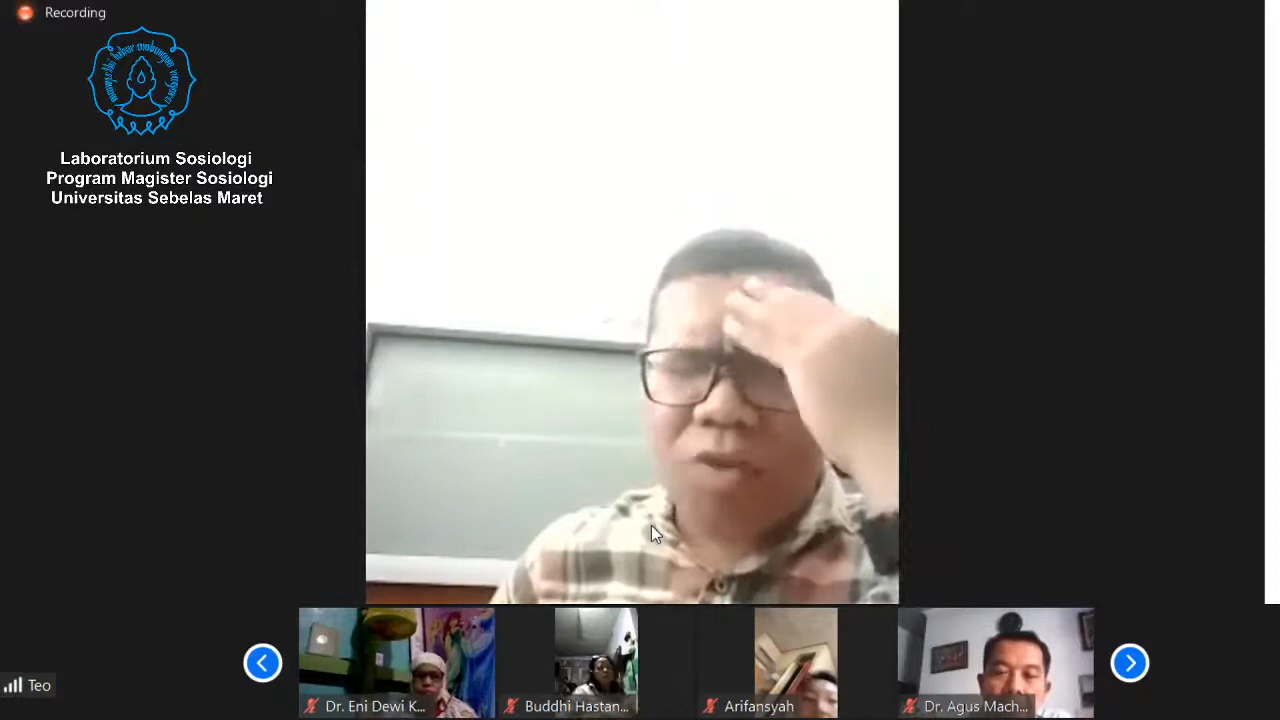 Recording
Laboratorium Sosiologi
Program Magister Sosiologi
Universitas Sebelas Maret
Teo
Dr. Eni Dewi K...
Buddhi Hastan...
Arifansyah
Dr. Agus Mach...